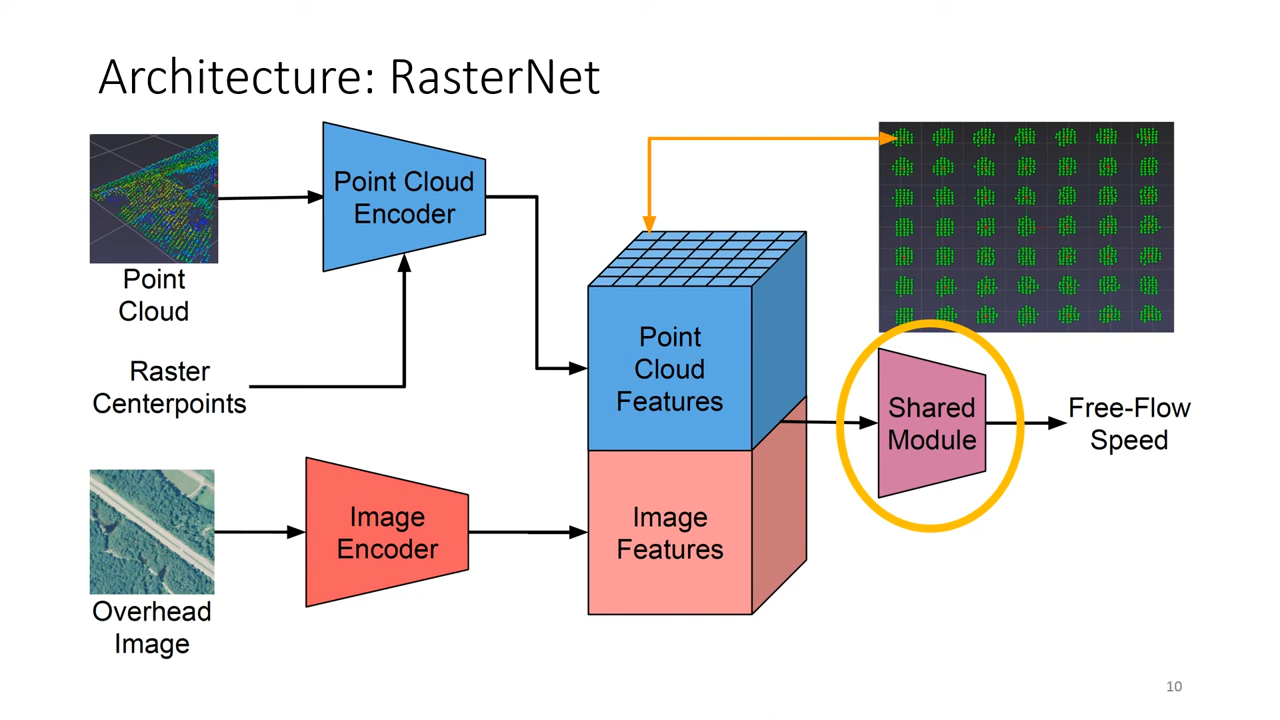 Architecture: RasterNet
Point Cloud
Encoder
Point
Cloud
Raster
Centerpoints
Point
Cloud
Features
Shared
Module
Free-Flow
Speed
Image
Encoder
Image
Features
Overhead
Image
10